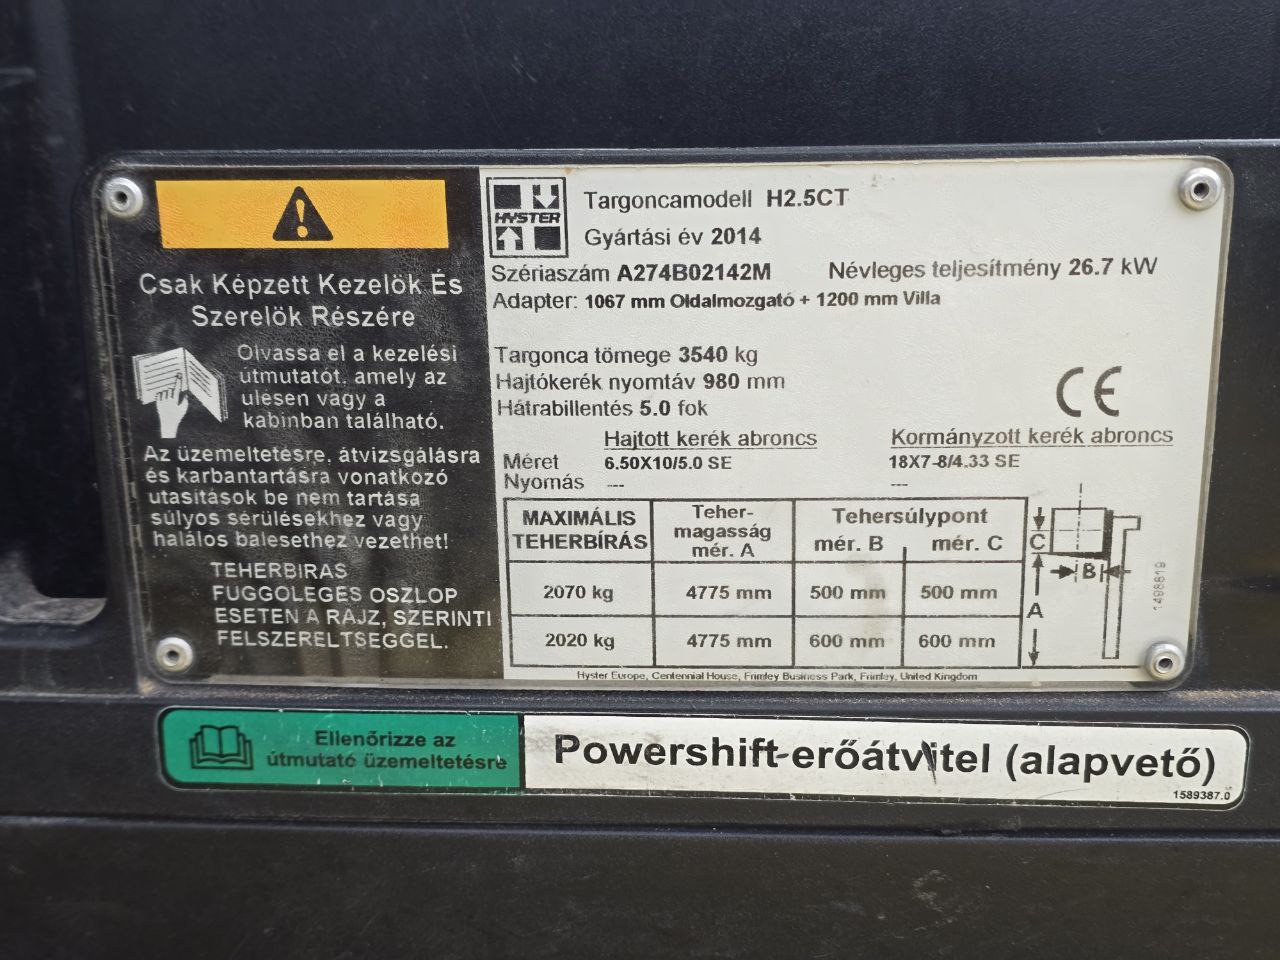 Csak Képzett Kezelök És
Szerelök Részére
Olvassa el a kezelési
útmutatót, amely az
ulesen vagy a
kabinban található.
Az üzemeltetésre, átvizsgálásra
és karbantartásra vonatkozó
utasitások be nem tartása
súlyos sérülésekhez vagy
halálos balesethez vezethet!
TEHERBIRAS
FUGGOLEGES OSZLOP
ESETEN A RAJZ, SZERINTI
FELSZERELTSEGGEL.
HYSTER
Targoncamodell H2.5CT
Gyártási év 2014
Szériaszám A274B02142M Névleges teljesítmény 26.7 kW
Adapter: 1067 mm Oldalmozgató + 1200 mm Villa
Targonca tömege 3540 kg
Hajtókerék nyomtáv 980 mm
Hátrabillentés 5.0 fok
CE
Hajtott kerék abroncs Kormányzott kerék abroncs
Méret 6.50X10/5.0 SE 18X7-8/4.33 SE
Nyomás --- ---
MAXIMÁLIS
TEHERBÍRÁS
Teher-
magasság
mér. A
Tehersúlypont
mér. B mér. C
2070 kg 4775 mm 500 mm 500 mm
2020 kg 4775 mm 600 mm 600 mm
C
B
A
1498819
Hyster Europe, Centennial House, Frimley Business Park, Frimley, United Kingdom
Ellenőrizze az
útmutató üzemeltetésre
Powershift-erőátvitel (alapvető)
1589387.0